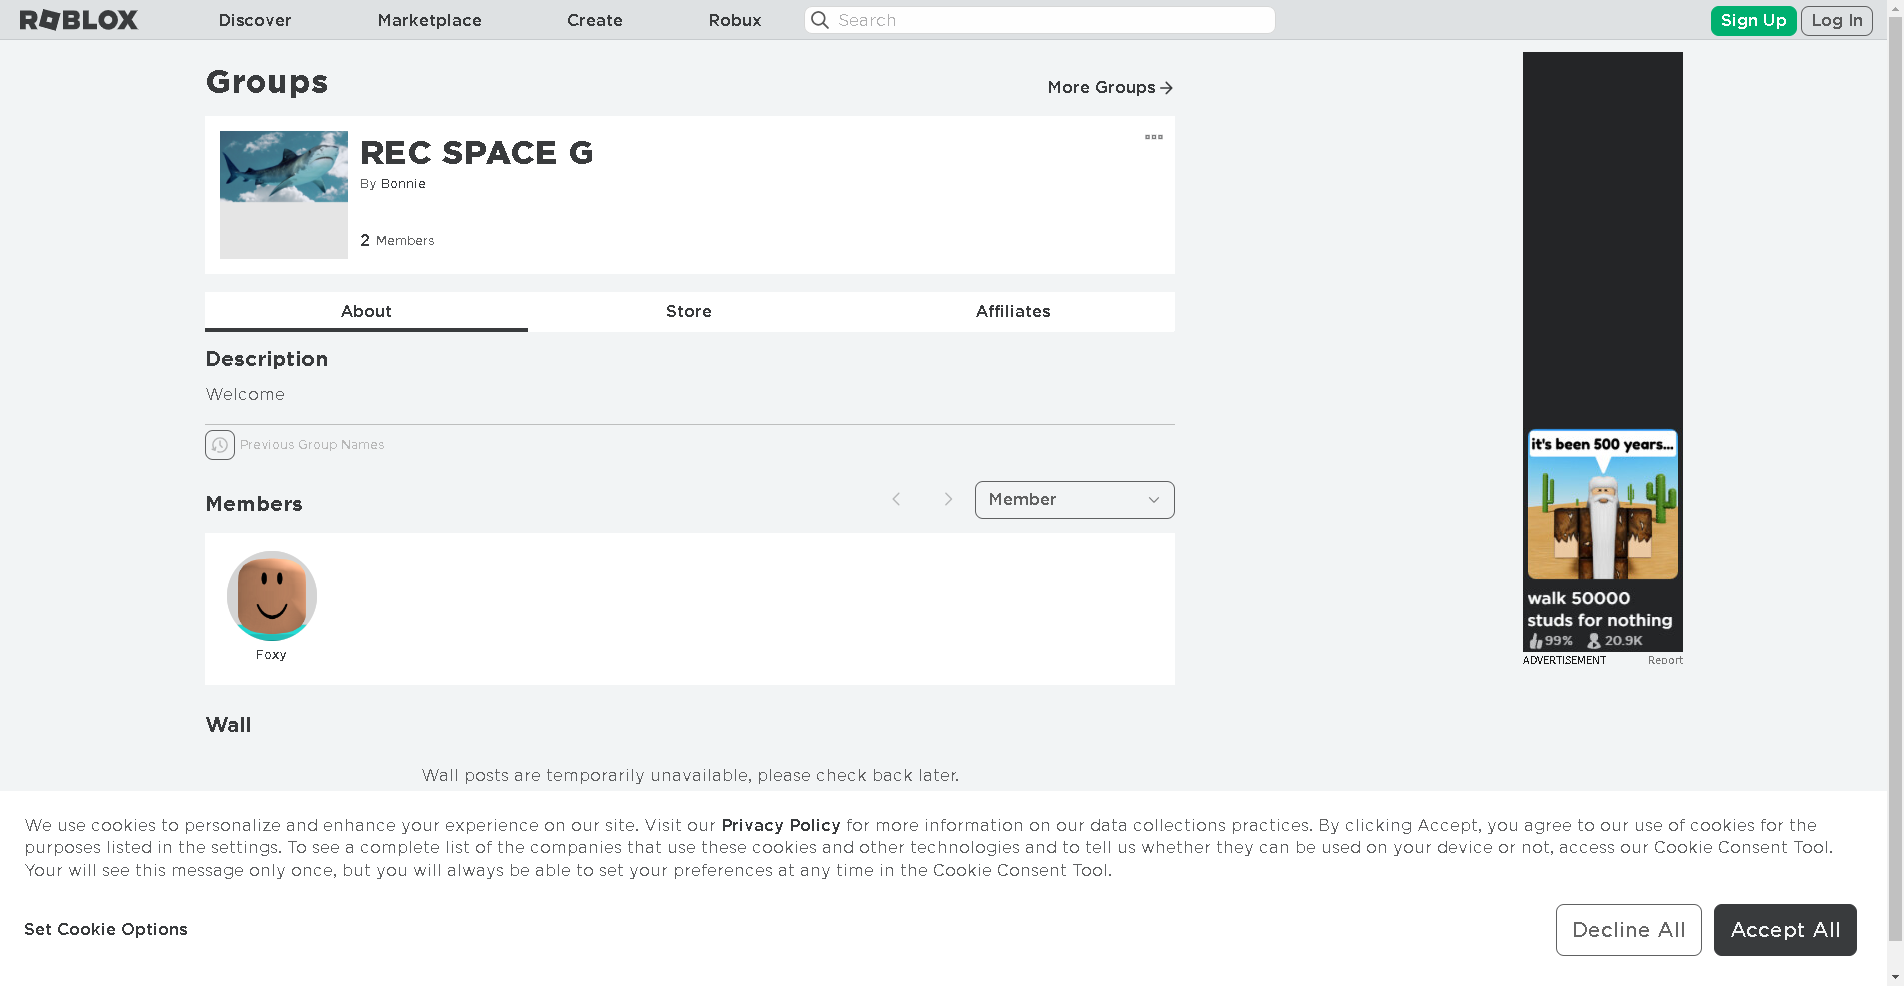 ROBLOX
Discover
Marketplace
Create
Robux
Search
Sign Up
Log In
Groups
More Groups
REC SPACE G
By Bonnie
2 Members
About
Store
Affiliates
Description
Welcome
Previous Group Names
Members
Member
Foxy
Wall
Wall posts are temporarily unavailable, please check back later.
it's been 500 years...
walk 50000
studs for nothing
99% 20.9K
ADVERTISEMENT
Report
We use cookies to personalize and enhance your experience on our site. Visit our Privacy Policy for more information on our data collections practices. By clicking Accept, you agree to our use of cookies for the
purposes listed in the settings. To see a complete list of the companies that use these cookies and other technologies and to tell us whether they can be used on your device or not, access our Cookie Consent Tool.
Your will see this message only once, but you will always be able to set your preferences at any time in the Cookie Consent Tool.
Set Cookie Options
Decline All
Accept All